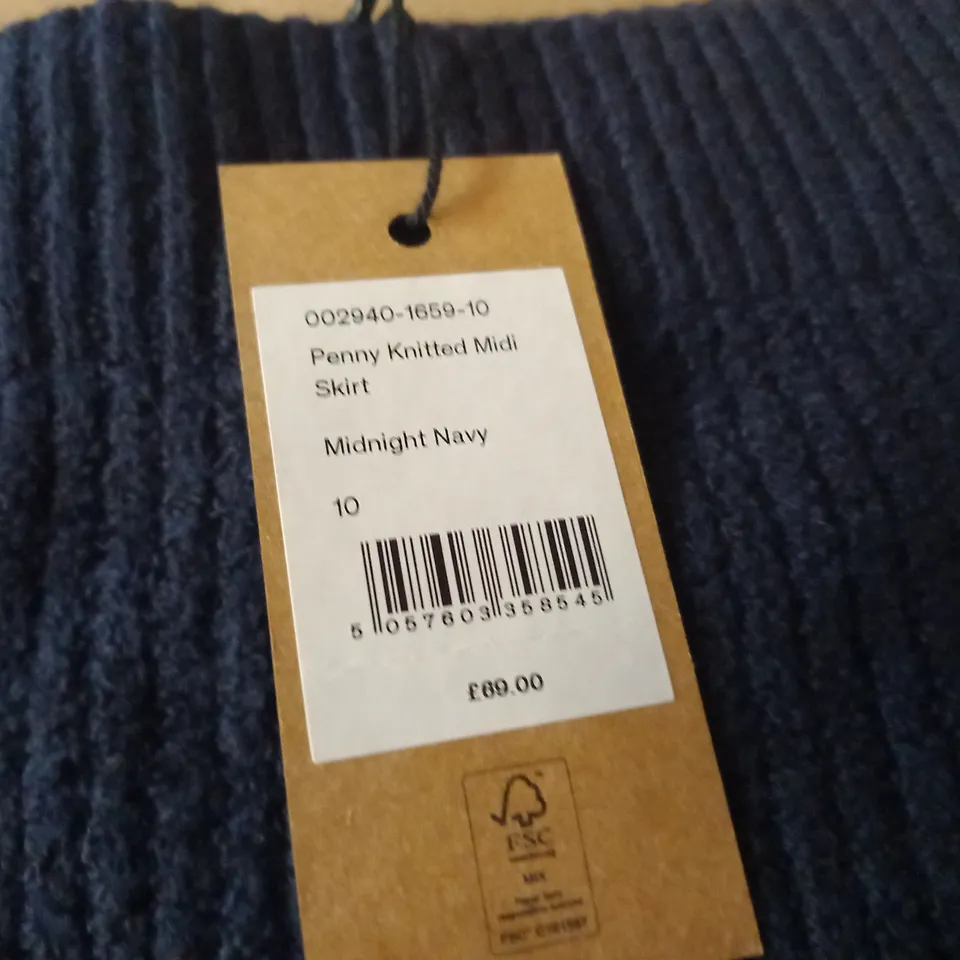 002940-1659-10
Penny Knitted Midi
Skirt
Midnight Navy
10
5 057603 358545
£69.00
FSC
MIX